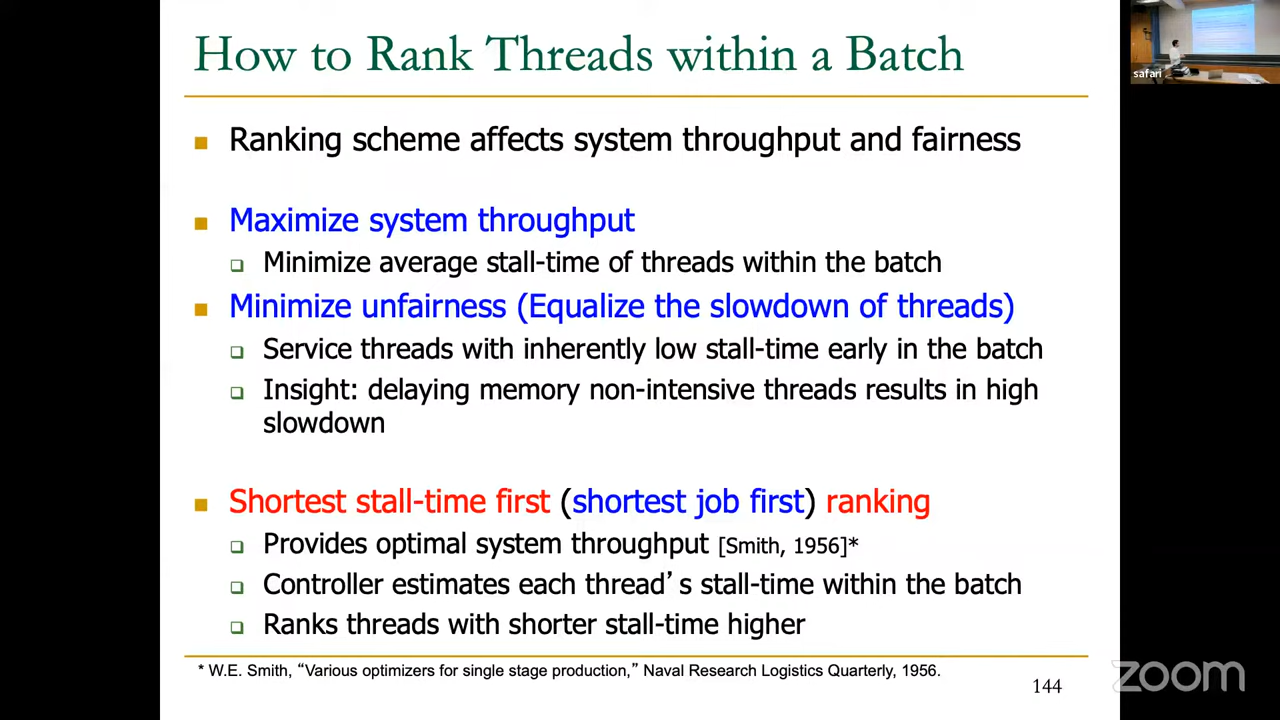 How to Rank Threads within a Batch
safari
Ranking scheme affects system throughput and fairness
Maximize system throughput
Minimize average stall-time of threads within the batch
Minimize unfairness (Equalize the slowdown of threads)
Service threads with inherently low stall-time early in the batch
Insight: delaying memory non-intensive threads results in high
slowdown
Shortest stall-time first (shortest job first) ranking
Provides optimal system throughput [Smith, 1956]*
Controller estimates each thread’s stall-time within the batch
Ranks threads with shorter stall-time higher
* W.E. Smith, “Various optimizers for single stage production,” Naval Research Logistics Quarterly, 1956.
144
zoom